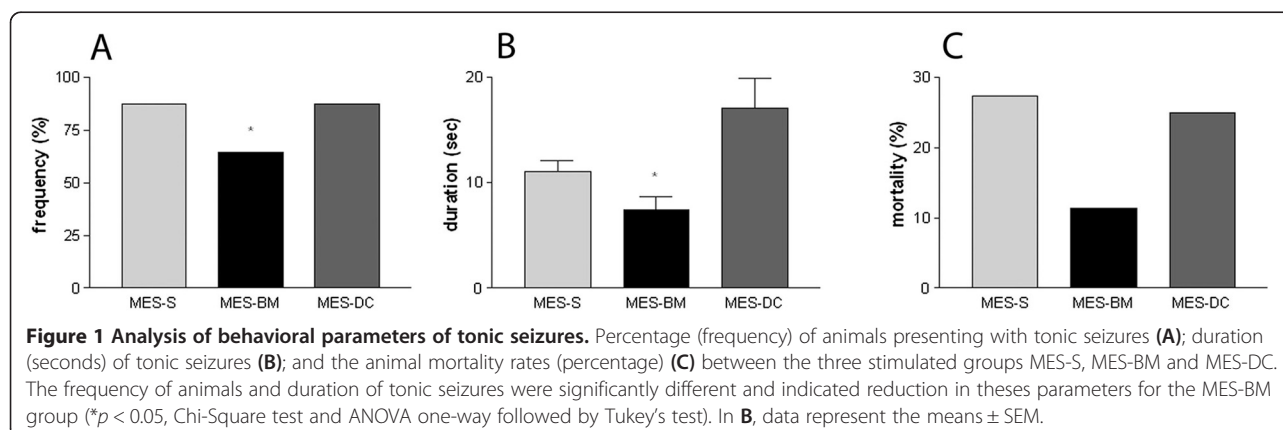 A
B
C
100
75
50
25
0
frequency (%)
*
MES-S MES-BM MES-DC
20
10
0
duration (sec)
*
MES-S MES-BM MES-DC
30
20
10
0
mortality (%)
MES-S MES-BM MES-DC
Figure 1 Analysis of behavioral parameters of tonic seizures. Percentage (frequency) of animals presenting with tonic seizures (A); duration
(seconds) of tonic seizures (B); and the animal mortality rates (percentage) (C) between the three stimulated groups MES-S, MES-BM and MES-DC.
The frequency of animals and duration of tonic seizures were significantly different and indicated reduction in theses parameters for the MES-BM
group (*p < 0.05, Chi-Square test and ANOVA one-way followed by Tukey's test). In B, data represent the means ± SEM.